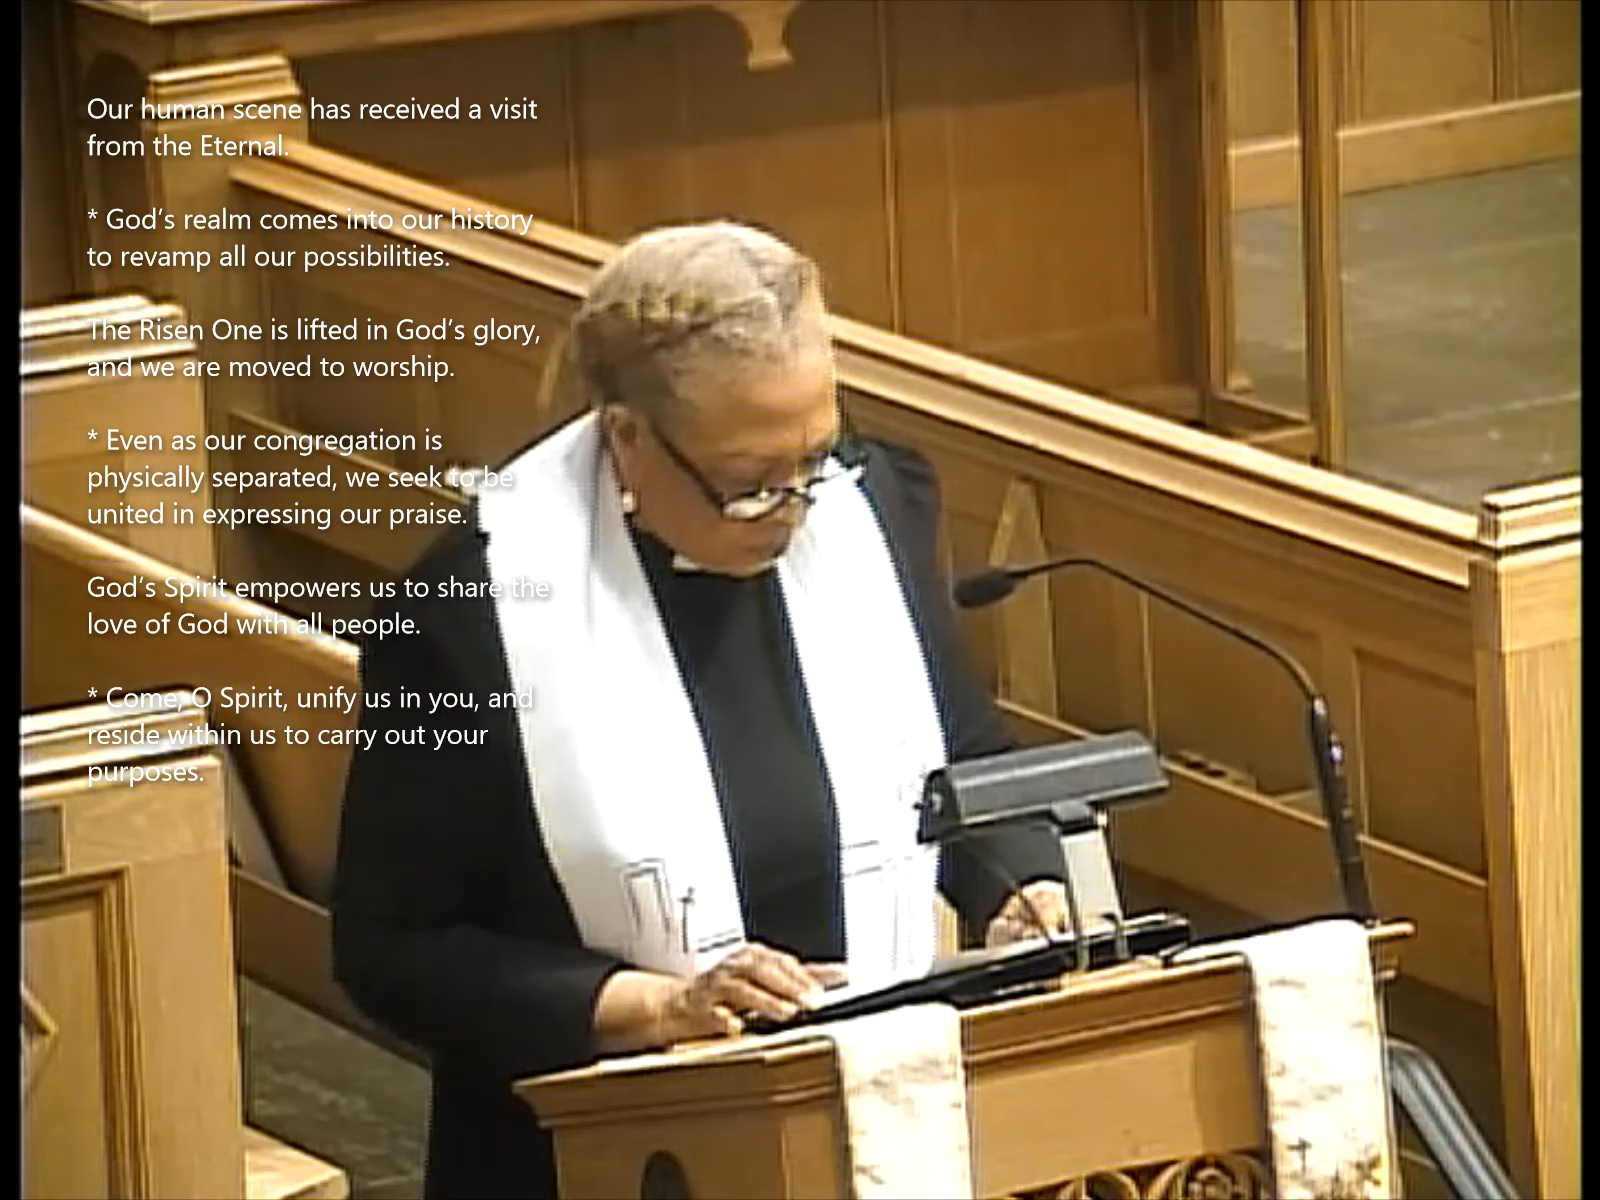 Our human scene has received a visit
from the Eternal.
* God's realm comes into our history
to revamp all our possibilities.
The Risen One is lifted in God's glory,
and we are moved to worship.
* Even as our congregation is
physically separated, we seek to be
united in expressing our praise.
God's Spirit empowers us to share the
love of God with all people.
* Come, O Spirit, unify us in you, and
reside within us to carry out your
purposes.